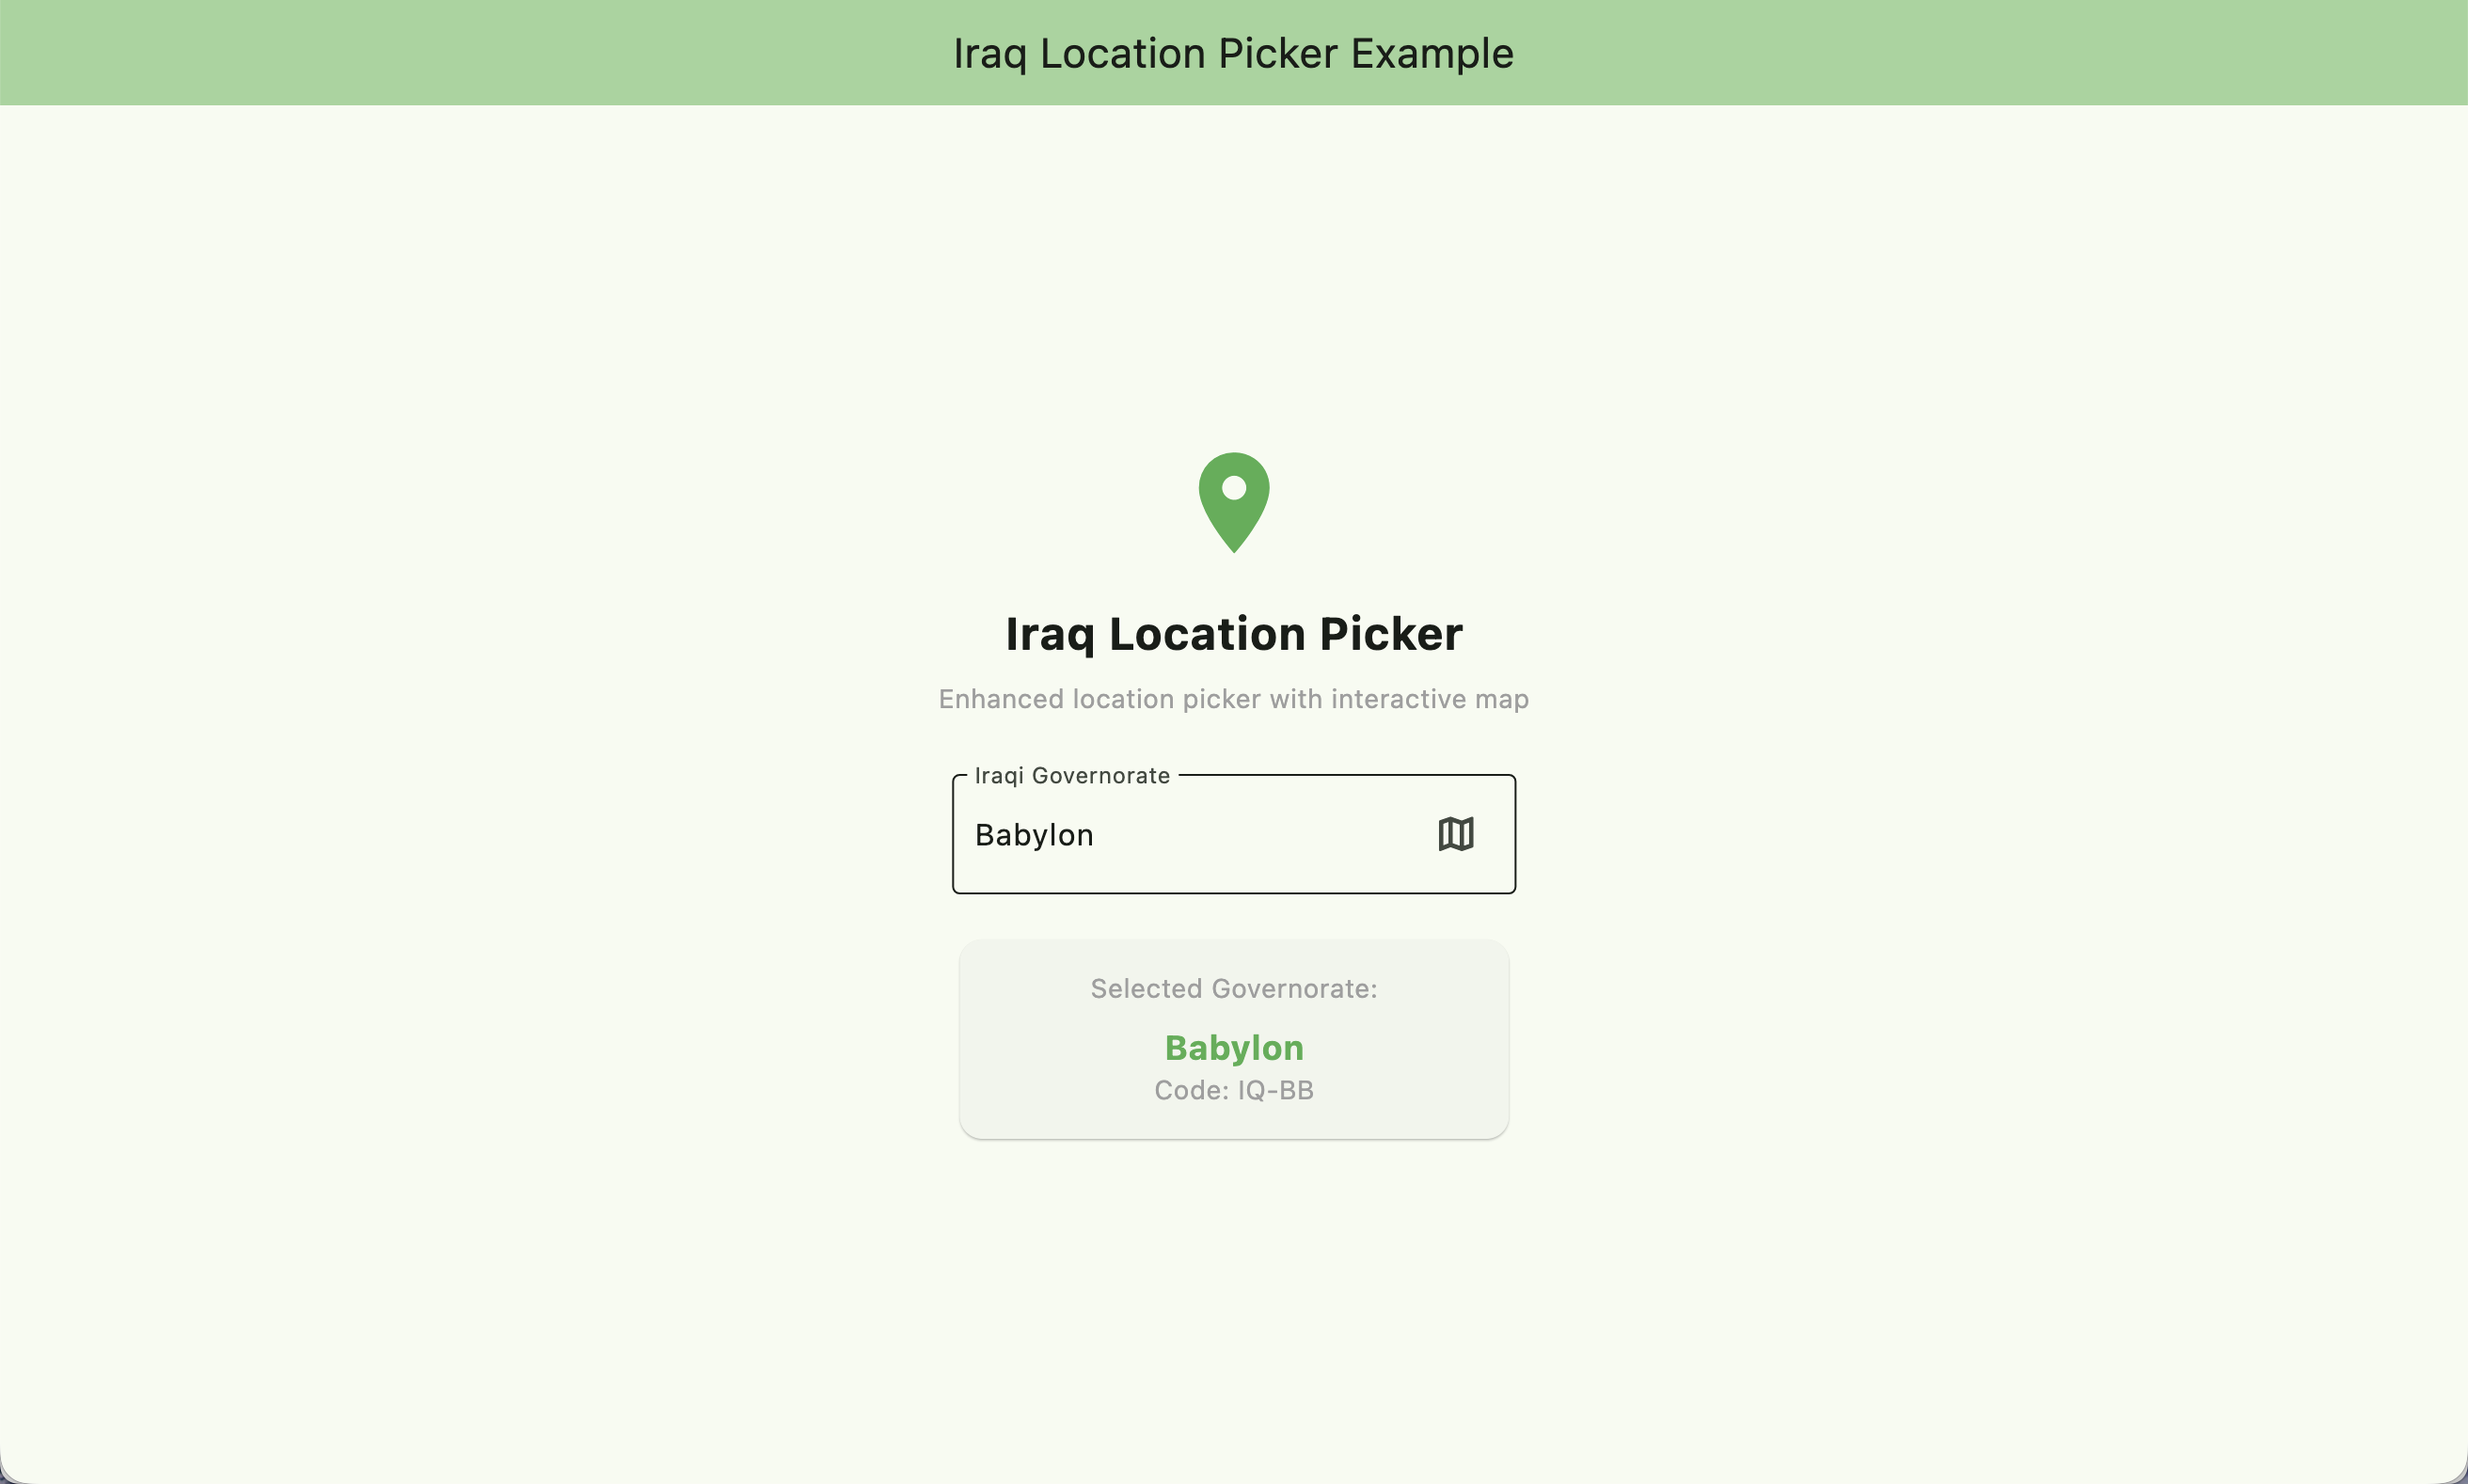 Iraq Location Picker Example
Iraq Location Picker
Enhanced location picker with interactive map
Iraqi Governorate
Babylon
Selected Governorate:
Babylon
Code: IQ-BB